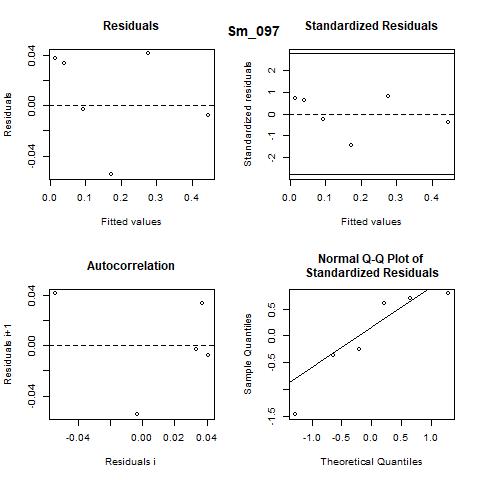 Sm_097
Residuals
Residuals
0.04
0.00
-0.04
0.0 0.1 0.2 0.3 0.4
Fitted values
Standardized Residuals
Standardized residuals
2
1
0
-1
-2
0.0 0.1 0.2 0.3 0.4
Fitted values
Autocorrelation
Residuals i+1
0.04
0.00
-0.04
-0.04 0.00 0.02 0.04
Residuals i
Normal Q-Q Plot of
Standardized Residuals
Sample Quantiles
0.5
0.0
-0.5
-1.5
-1.0 -0.5 0.0 0.5 1.0
Theoretical Quantiles